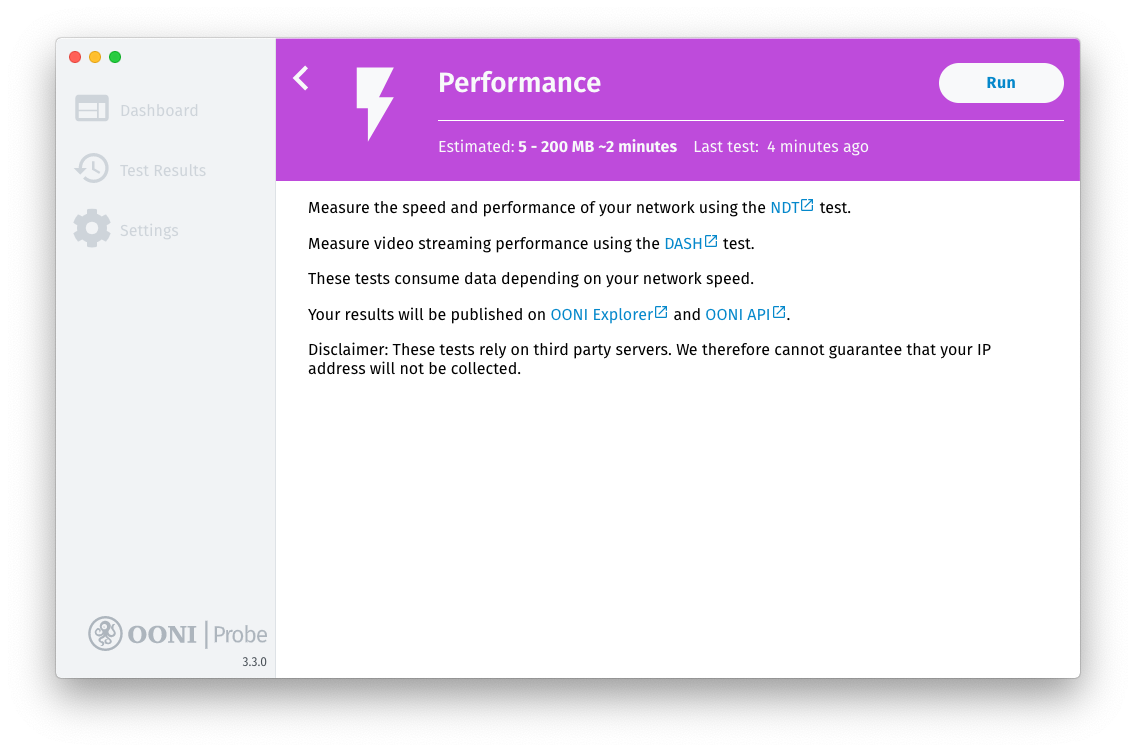 Dashboard
Test Results
Settings
OONI Probe
3.3.0
Performance
Run
Estimated: 5 - 200 MB ~2 minutes Last test: 4 minutes ago
Measure the speed and performance of your network using the NDT test.
Measure video streaming performance using the DASH test.
These tests consume data depending on your network speed.
Your results will be published on OONI Explorer and OONI API.
Disclaimer: These tests rely on third party servers. We therefore cannot guarantee that your IP
address will not be collected.